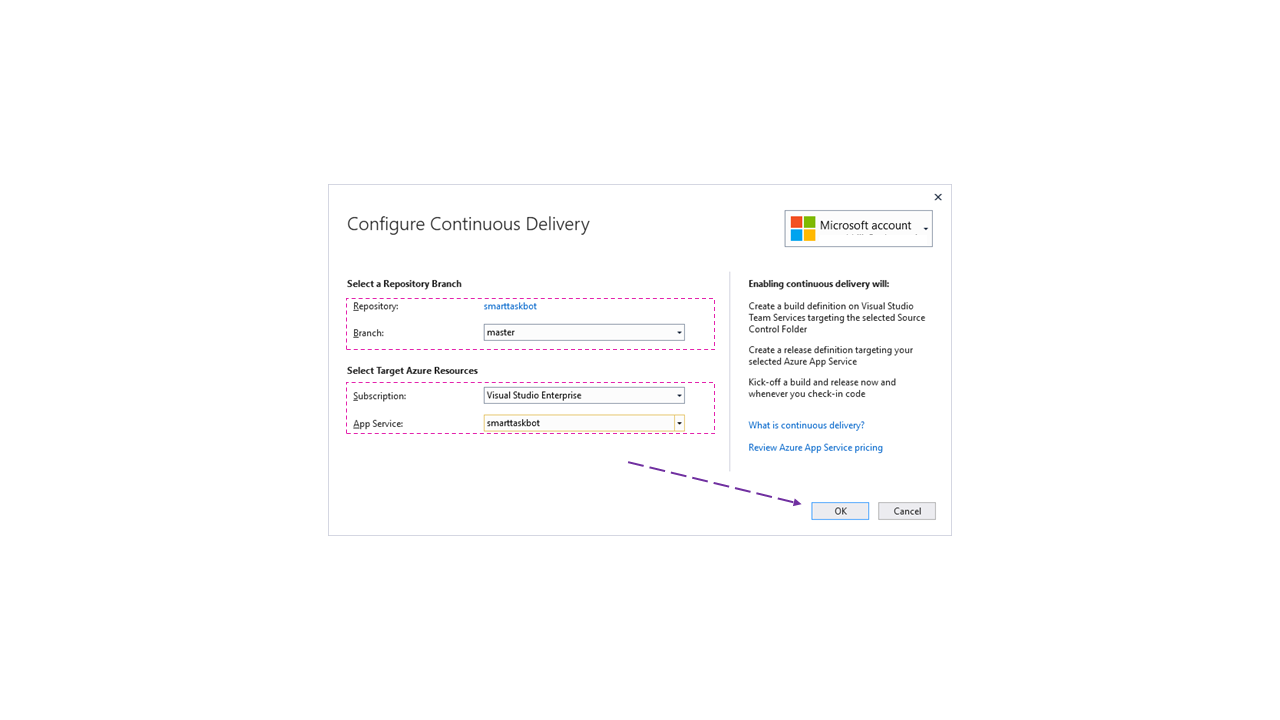 Configure Continuous Delivery
Microsoft account
Select a Repository Branch
Repository: smarttaskbot
Branch: master
Select Target Azure Resources
Subscription: Visual Studio Enterprise
App Service: smarttaskbot
Enabling continuous delivery will:
Create a build definition on Visual Studio
Team Services targeting the selected Source
Control Folder
Create a release definition targeting your
selected Azure App Service
Kick-off a build and release now and
whenever you check-in code
What is continuous delivery?
Review Azure App Service pricing
OK Cancel